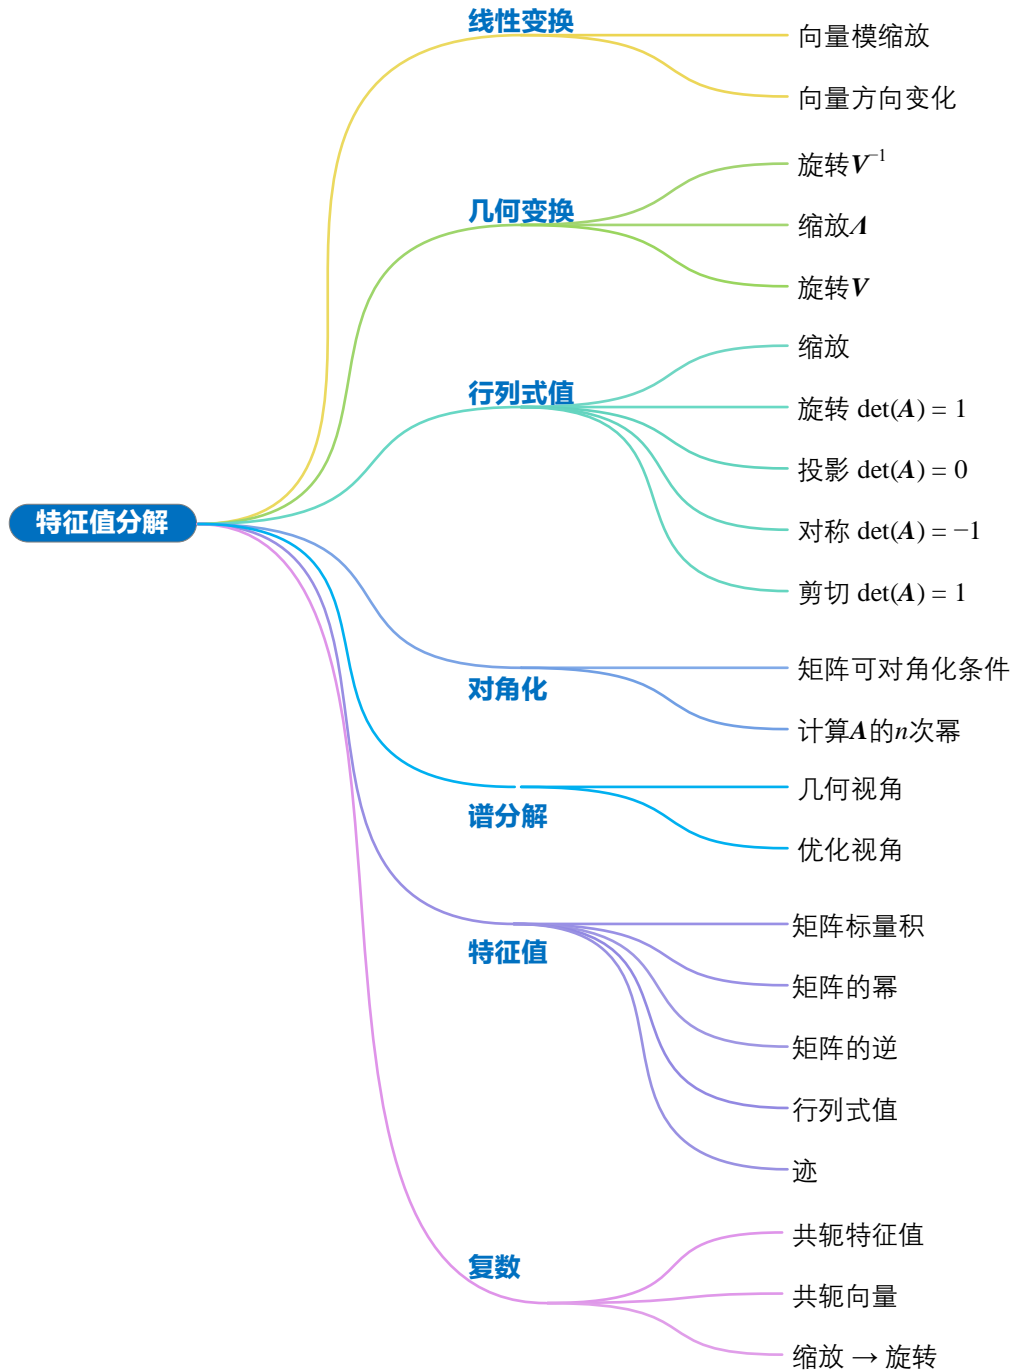 特征值分解
线性变换
向量模缩放
向量方向变化
几何变换
旋转V⁻¹
缩放Λ
旋转V
行列式值
缩放
旋转 det(A) = 1
投影 det(A) = 0
对称 det(A) = −1
剪切 det(A) = 1
对角化
矩阵可对角化条件
计算A的n次幂
谱分解
几何视角
优化视角
特征值
矩阵标量积
矩阵的幂
矩阵的逆
行列式值
迹
复数
共轭特征值
共轭向量
缩放 → 旋转